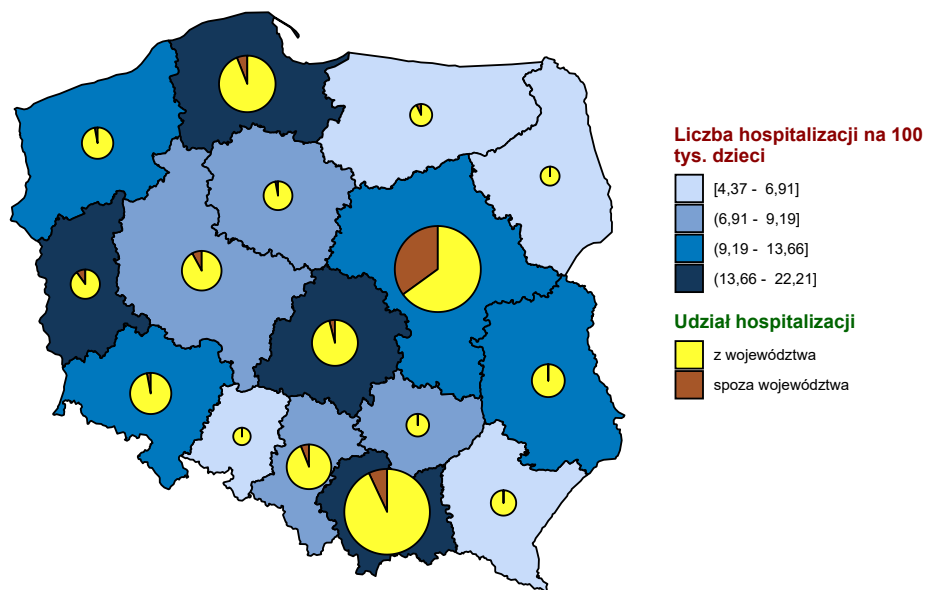 Liczba hospitalizacji na 100
tys. dzieci
[4,37 - 6,91]
(6,91 - 9,19]
(9,19 - 13,66]
(13,66 - 22,21]
Udział hospitalizacji
z województwa
spoza województwa